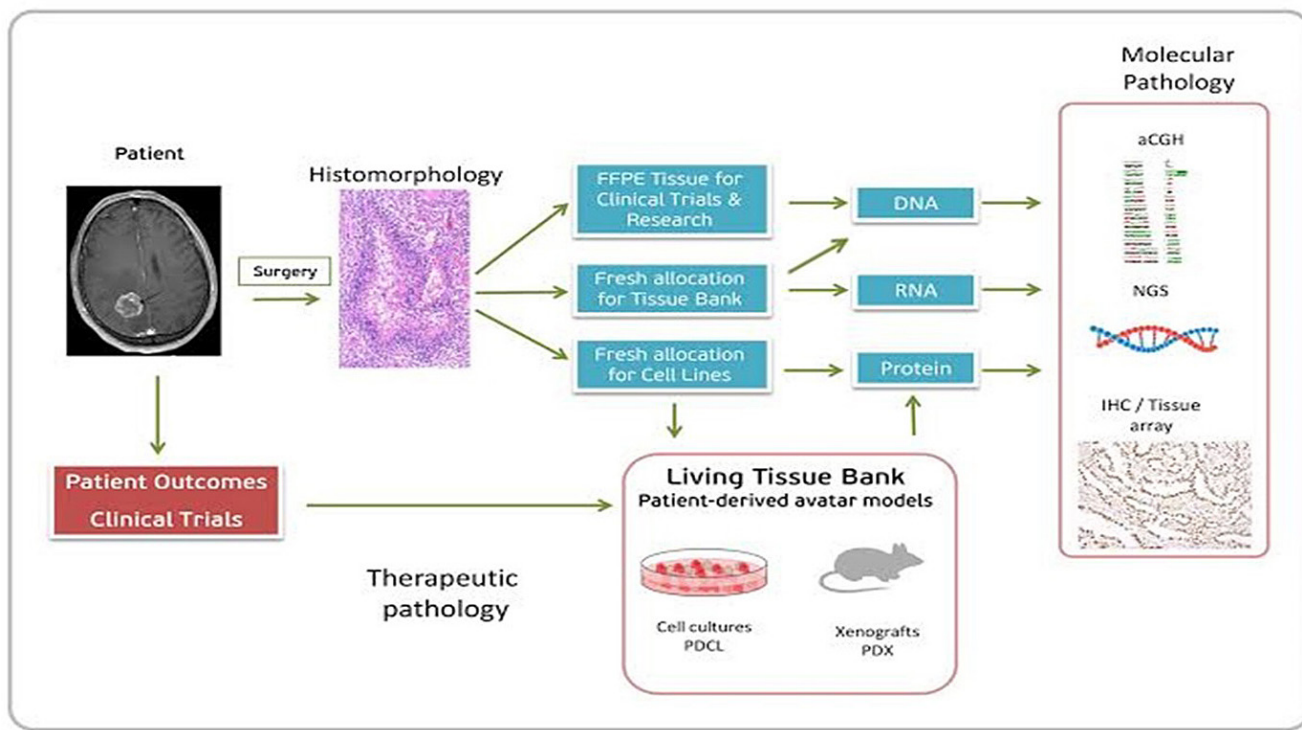 Molecular
Pathology
aCGH
Patient
Histomorphology
FFPE Tissue for
Clinical Trials &
Research
DNA
Surgery
Fresh allocation
for Tissue Bank
RNA
NGS
Fresh allocation
for Cell Lines
Protein
IHC / Tissue
array
Patient Outcomes
Clinical Trials
Living Tissue Bank
Patient-derived avatar models
Therapeutic
pathology
Cell cultures
PDCL
Xenografts
PDX